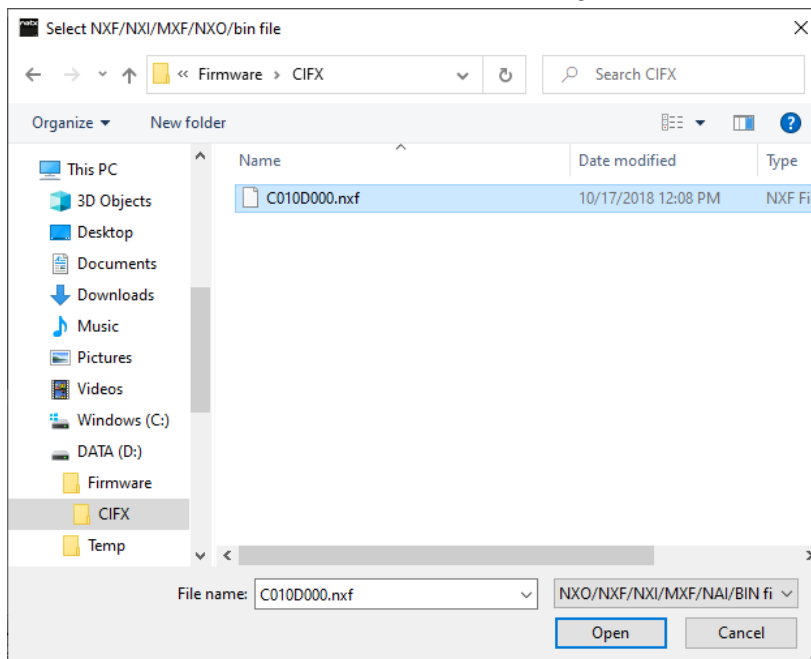 netX Select NXF/NXI/MXF/NXO/bin file
« Firmware > CIFX Search CIFX
Organize New folder
Name Date modified Type
This PC
C010D000.nxf 10/17/2018 12:08 PM NXF Fi
3D Objects
Desktop
Documents
Downloads
Music
Pictures
Videos
Windows (C:)
DATA (D:)
Firmware
CIFX
Temp
File name: C010D000.nxf NXO/NXF/NXI/MXF/NAI/BIN fi
Open Cancel